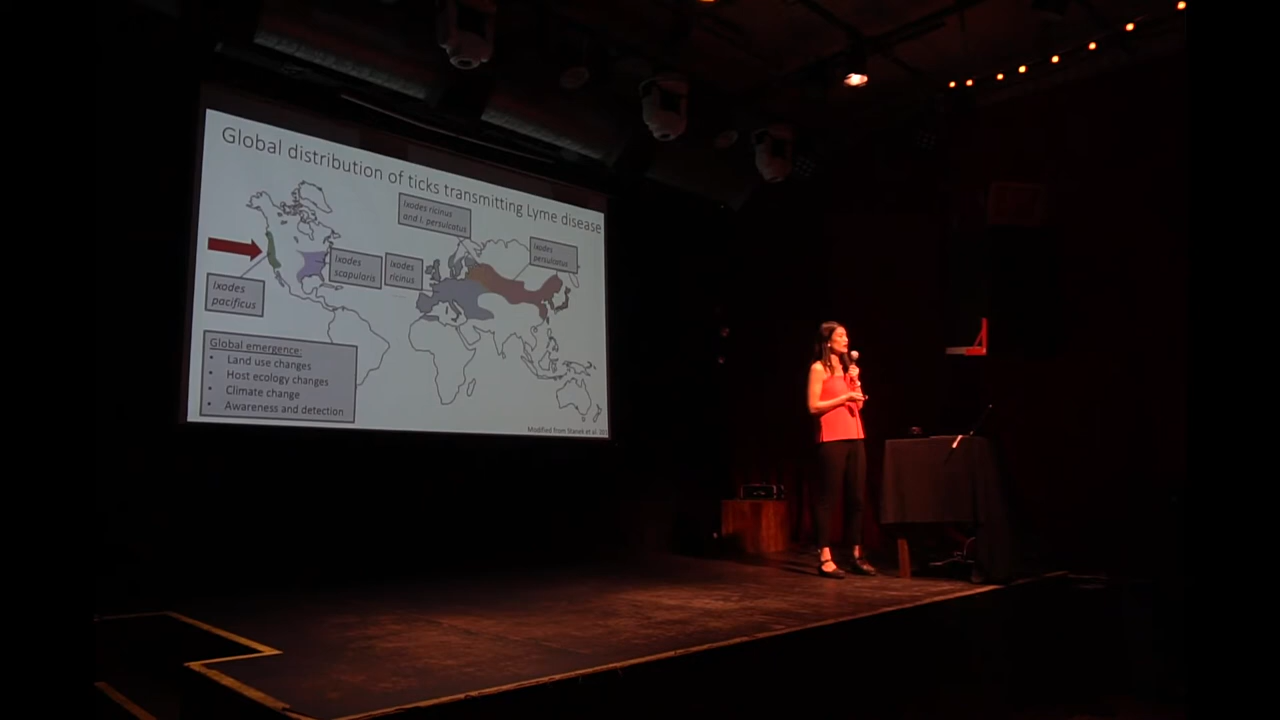 Global distribution of ticks transmitting Lyme disease
Ixodes ricinus
and I. persulcatus
Ixodes
persulcatus
Ixodes
scapularis
Ixodes
ricinus
Ixodes
pacificus
Global emergence:
• Land use changes
• Host ecology changes
• Climate change
• Awareness and detection
Modified from Stanek et al.